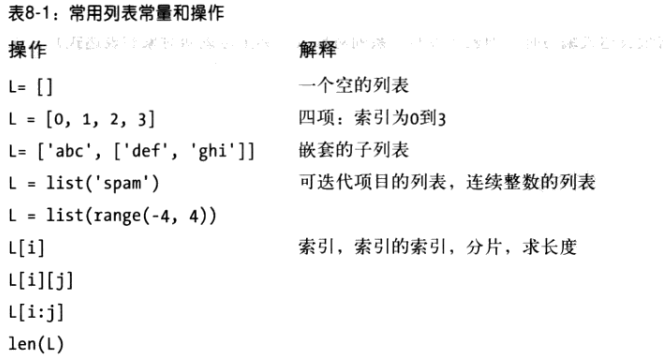 表8-1：常用列表常量和操作
操作 解释
L= [] 一个空的列表
L = [0, 1, 2, 3] 四项：索引为0到3
L= ['abc', ['def', 'ghi']] 嵌套的子列表
L = list('spam') 可迭代项目的列表，连续整数的列表
L = list(range(-4, 4))
L[i] 索引，索引的索引，分片，求长度
L[i][j]
L[i:j]
len(L)